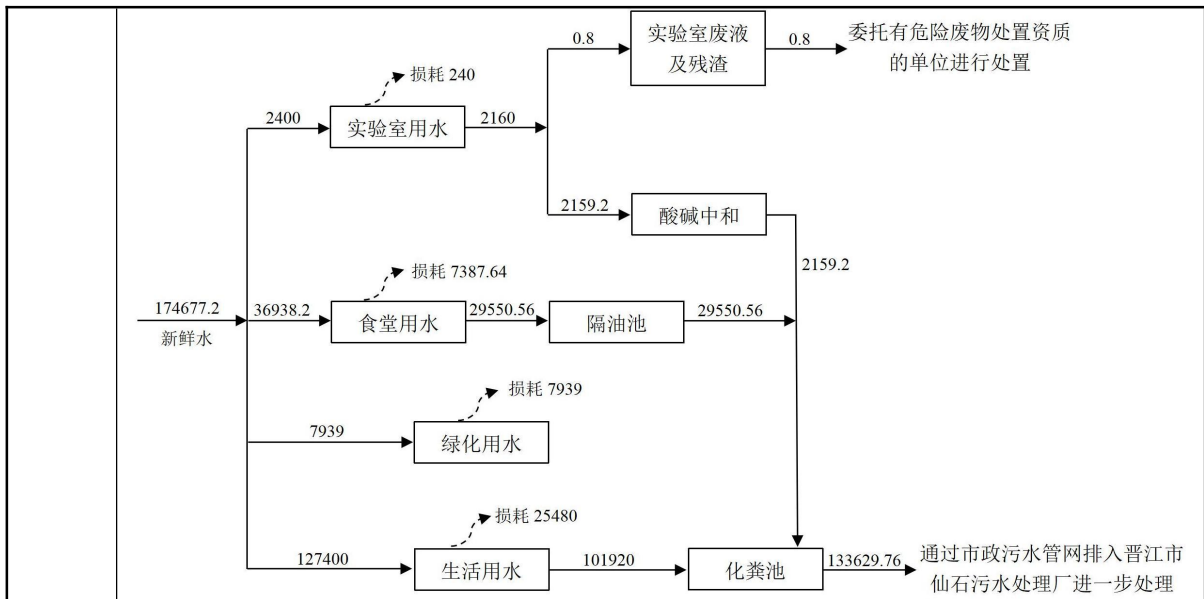 0.8
实验室废液
及残渣
0.8
委托有危险废物处置资质
的单位进行处置
损耗 240
2400
实验室用水
2160
2159.2
酸碱中和
2159.2
损耗 7387.64
174677.2
新鲜水
36938.2
食堂用水
29550.56
隔油池
29550.56
损耗 7939
7939
绿化用水
损耗 25480
127400
生活用水
101920
化粪池
133629.76
通过市政污水管网排入晋江市
仙石污水处理厂进一步处理